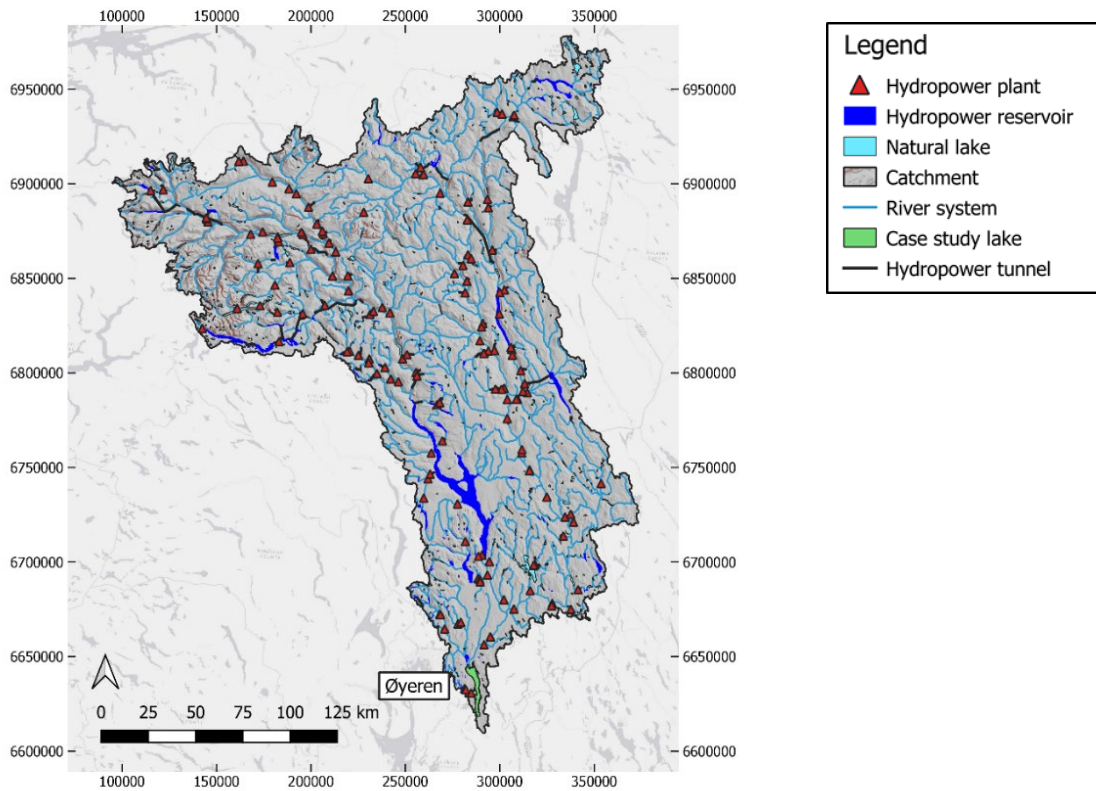 100000 150000 200000 250000 300000 350000
6950000 6950000
6900000 6900000
6850000 6850000
6800000 6800000
6750000 6750000
6700000 6700000
6650000 6650000
Øyeren
0 25 50 75 100 125 km
6600000 6600000
100000 150000 200000 250000 300000 350000
Legend
Hydropower plant
Hydropower reservoir
Natural lake
Catchment
River system
Case study lake
Hydropower tunnel